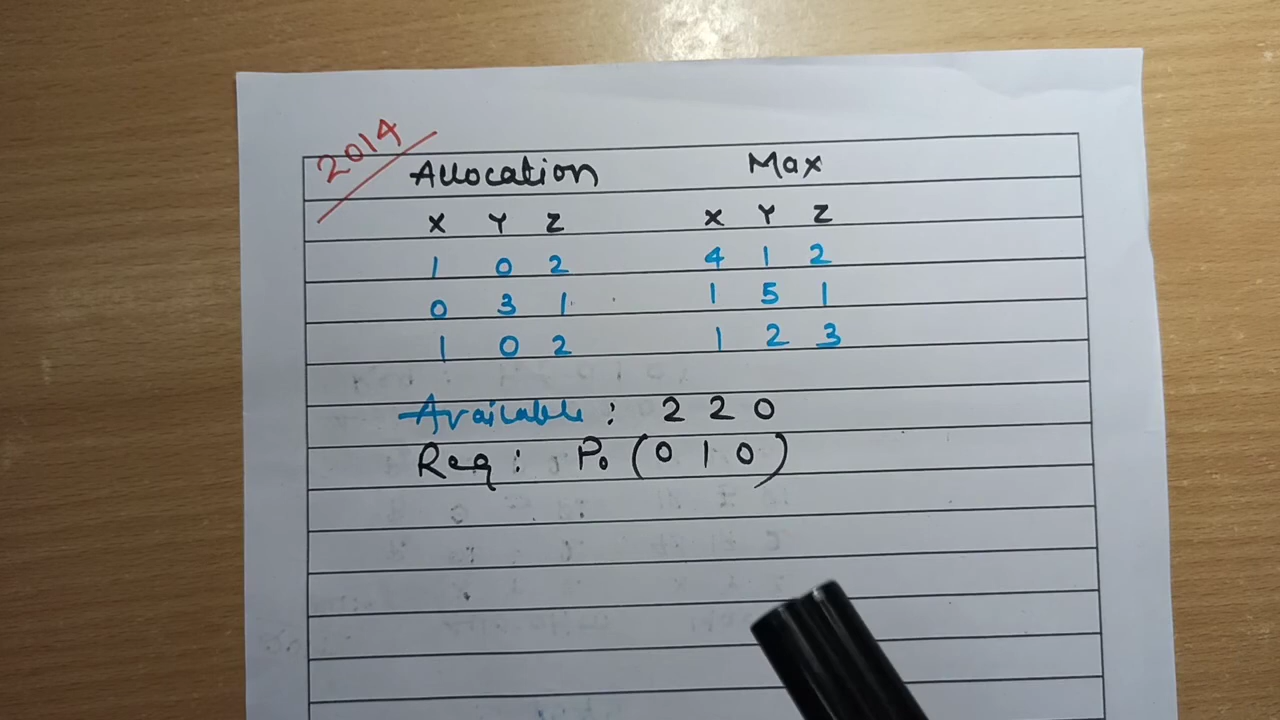 2014
Allocation Max
X Y Z X Y Z
1 0 2 4 1 2
0 3 1 1 5 1
1 0 2 1 2 3
Available : 2 2 0
Req : P₀ (0 1 0)